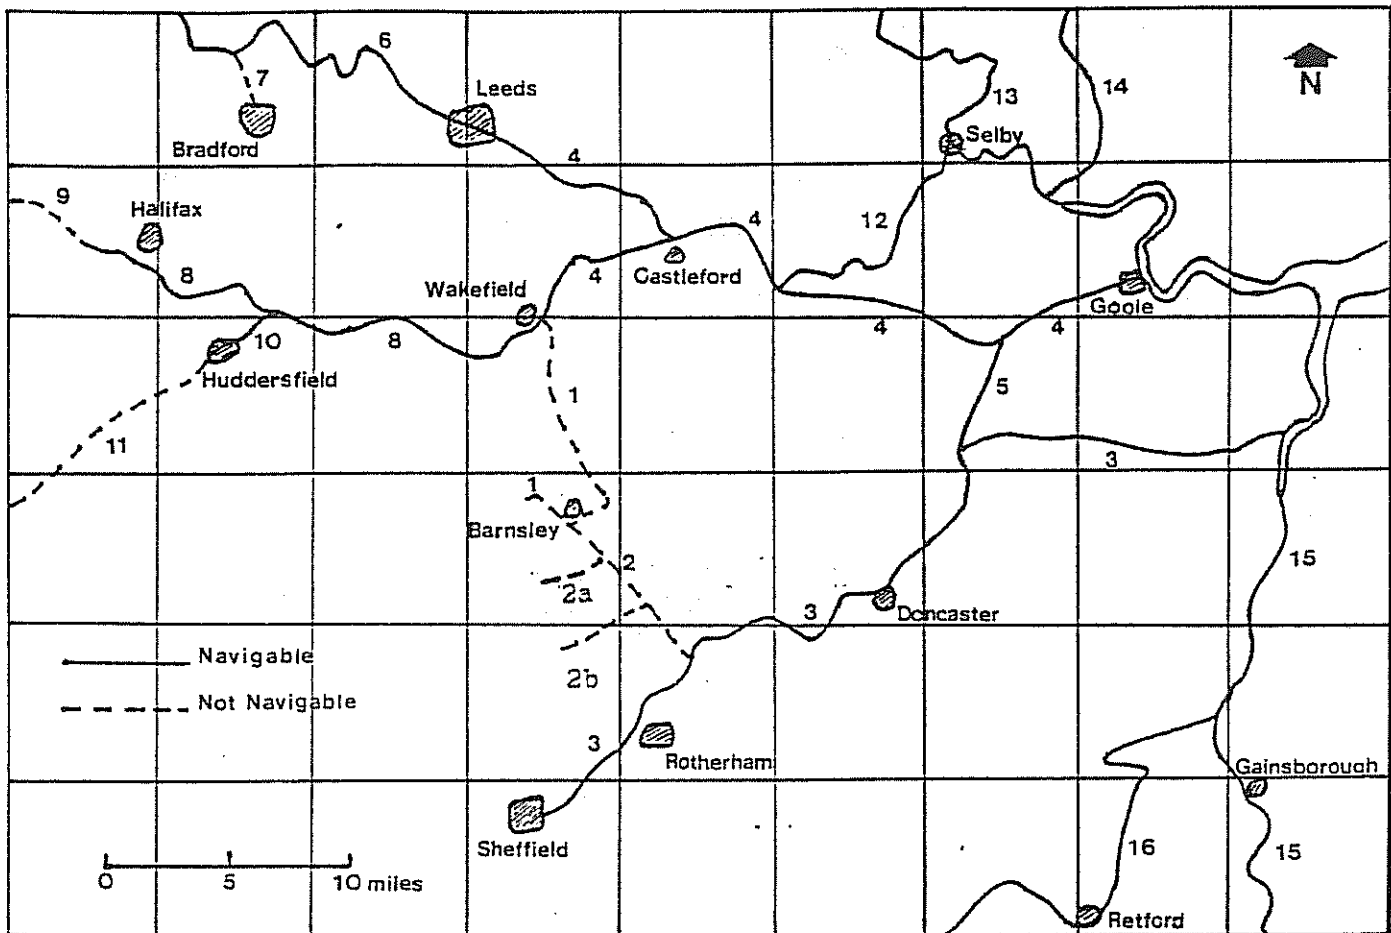 6
7
Leeds
13
14
N
Bradford
Selby
4
9
Halifax
4
12
8
4
Castleford
Wakefield
Goole
10
8
4
4
Huddersfield
1
5
11
3
1
Barnsley
2
15
2a
3
Doncaster
Navigable
2b
Not Navigable
3
Rotherham
Gainsborough
Sheffield
16
15
0 5 10 miles
Retford